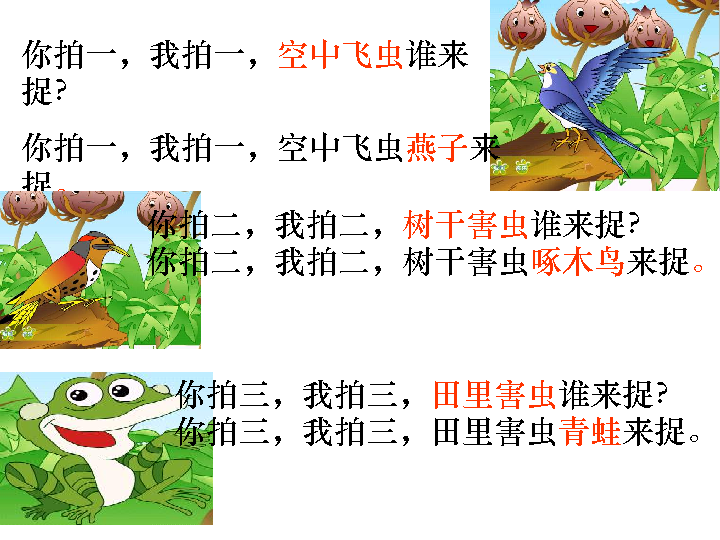 你拍一，我拍一，空中飞虫谁来
捉?
你拍一，我拍一，空中飞虫燕子来
捉。
你拍二，我拍二，树干害虫谁来捉?
你拍二，我拍二，树干害虫啄木鸟来捉。
你拍三，我拍三，田里害虫谁来捉?
你拍三，我拍三，田里害虫青蛙来捉。